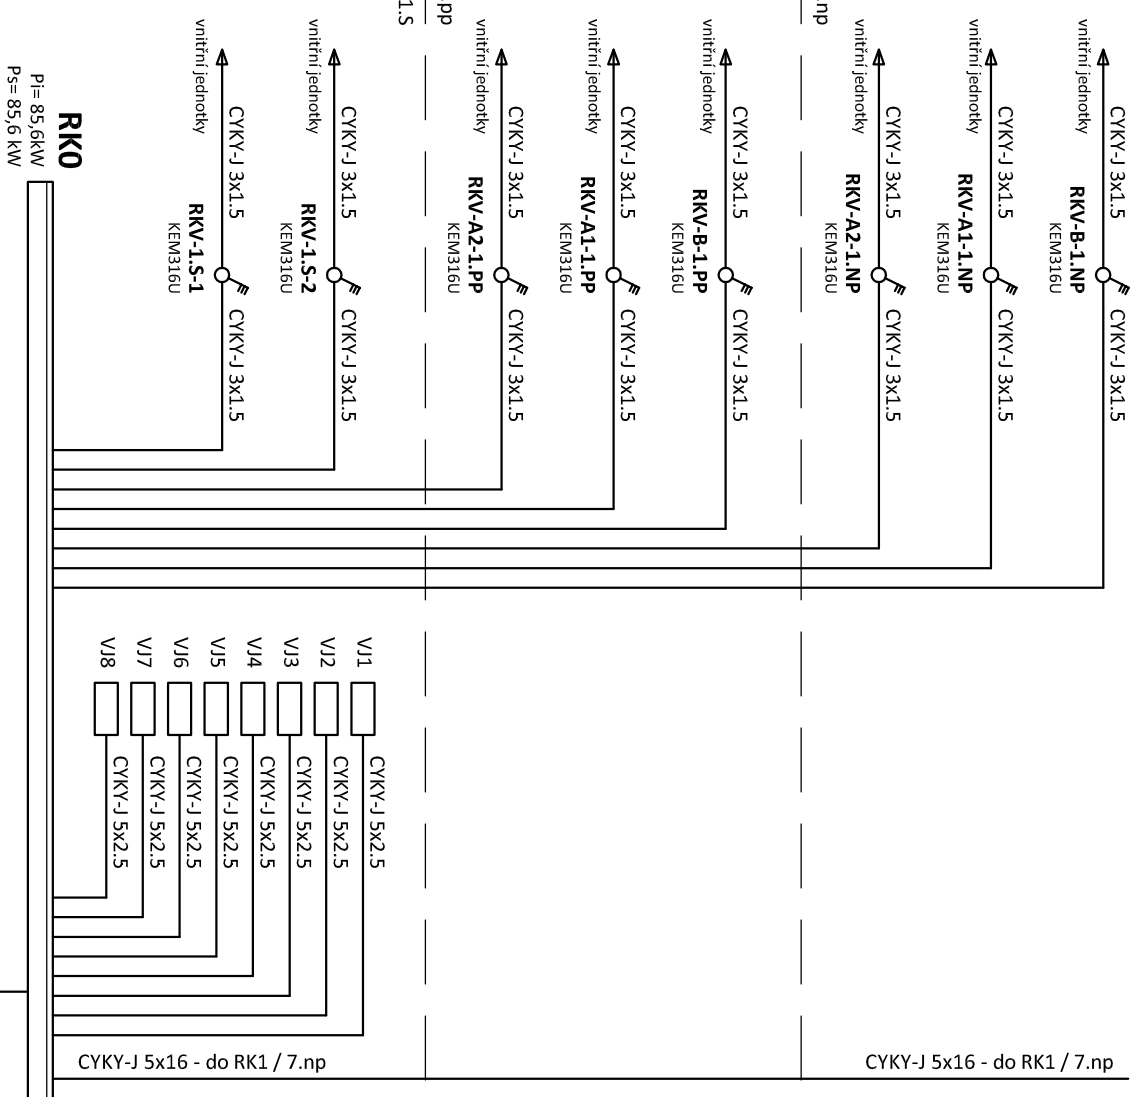 1.S
.pp
.np
vnitřní jednotky
CYKY-J 3x1.5
RKV-1.S-1
KEM316U
CYKY-J 3x1.5
vnitřní jednotky
CYKY-J 3x1.5
RKV-1.S-2
KEM316U
CYKY-J 3x1.5
vnitřní jednotky
CYKY-J 3x1.5
RKV-A2-1.PP
KEM316U
CYKY-J 3x1.5
vnitřní jednotky
CYKY-J 3x1.5
RKV-A1-1.PP
KEM316U
CYKY-J 3x1.5
CYKY-J 3x1.5
RKV-B-1.PP
KEM316U
CYKY-J 3x1.5
vnitřní jednotky
CYKY-J 3x1.5
RKV-A2-1.NP
KEM316U
CYKY-J 3x1.5
vnitřní jednotky
CYKY-J 3x1.5
RKV-A1-1.NP
KEM316U
CYKY-J 3x1.5
vnitřní jednotky
CYKY-J 3x1.5
RKV-B-1.NP
KEM316U
CYKY-J 3x1.5
RK0
Pi= 85,6kW
Ps= 85,6 kW
VJ8
VJ7
VJ6
VJ5
VJ4
VJ3
VJ2
VJ1
CYKY-J 5x2.5
CYKY-J 5x2.5
CYKY-J 5x2.5
CYKY-J 5x2.5
CYKY-J 5x2.5
CYKY-J 5x2.5
CYKY-J 5x2.5
CYKY-J 5x2.5
CYKY-J 5x16 - do RK1 / 7.np
CYKY-J 5x16 - do RK1 / 7.np